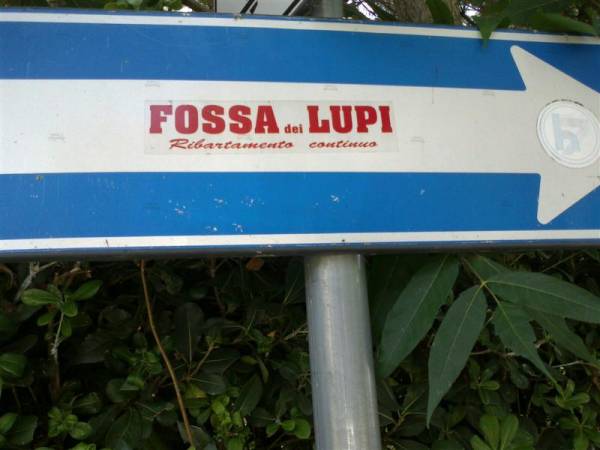 FOSSA dei LUPI
Ribartamento continuo